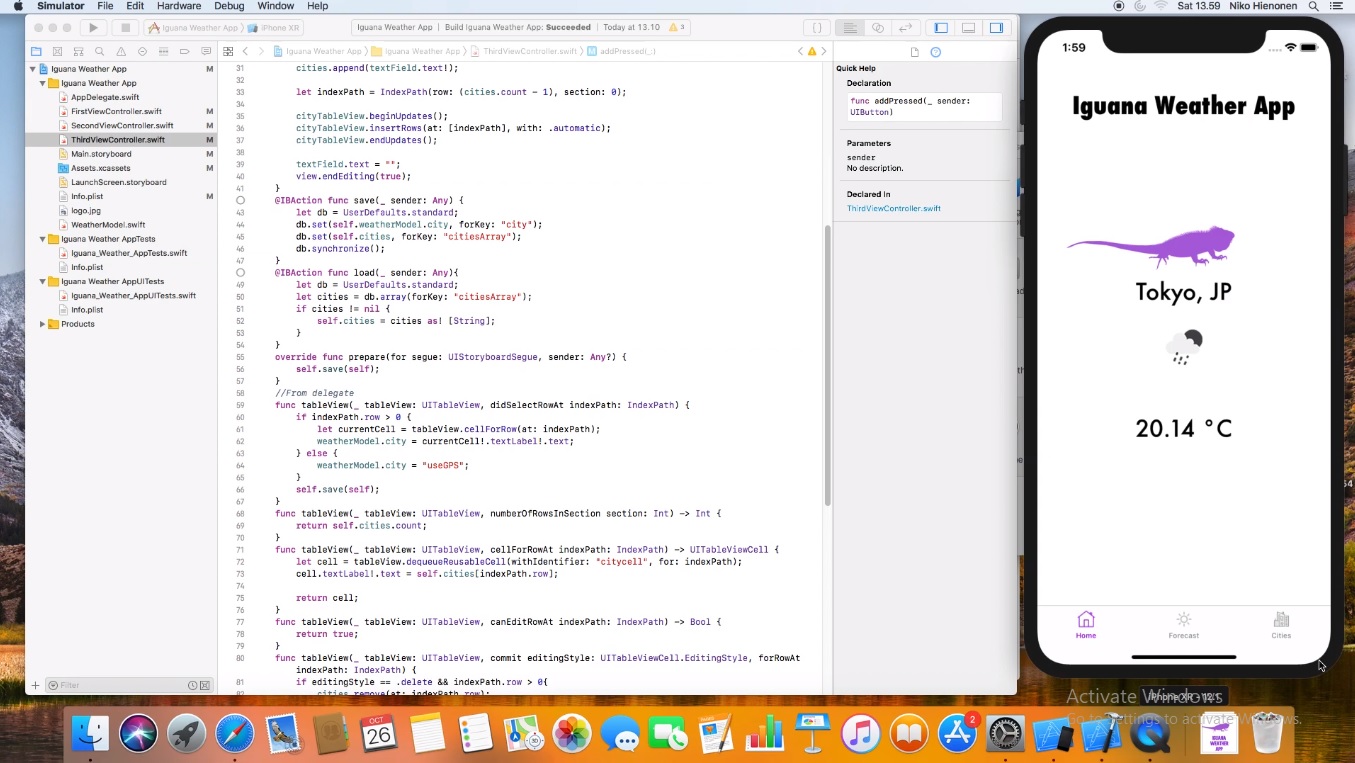 Simulator File Edit Hardware Debug Window Help Sat 13.59 Niko Hienonen
Iguana Weather App iPhone XR Iguana Weather App | Build Iguana Weather App: Succeeded | Today at 13.10 3
Iguana Weather App Iguana Weather App ThirdViewController.swift M addPressed(_:)
Iguana Weather App M
Iguana Weather App
AppDelegate.swift
FirstViewController.swift M
SecondViewController.swift M
ThirdViewController.swift M
Main.storyboard M
Assets.xcassets M
LaunchScreen.storyboard
Info.plist M
logo.jpg
WeatherModel.swift
Iguana Weather AppTests
Iguana_Weather_AppTests.swift
Info.plist
Iguana Weather AppUITests
Iguana_Weather_AppUITests.swift
Info.plist
Products
Filter
31 cities.append(textField.text!);
32
33 let indexPath = IndexPath(row: (cities.count - 1), section: 0);
34
35 cityTableView.beginUpdates();
36 cityTableView.insertRows(at: [indexPath], with: .automatic);
37 cityTableView.endUpdates();
38
39 textField.text = "";
40 view.endEditing(true);
41 }
@IBAction func save(_ sender: Any) {
43 let db = UserDefaults.standard;
44 db.set(self.weatherModel.city, forKey: "city");
45 db.set(self.cities, forKey: "citiesArray");
46 db.synchronize();
47 }
@IBAction func load(_ sender: Any){
49 let db = UserDefaults.standard;
50 let cities = db.array(forKey: "citiesArray");
51 if cities != nil {
52 self.cities = cities as! [String];
53 }
54 }
55 override func prepare(for segue: UIStoryboardSegue, sender: Any?) {
56 self.save(self);
57 }
58 //From delegate
59 func tableView(_ tableView: UITableView, didSelectRowAt indexPath: IndexPath) {
60 if indexPath.row > 0 {
61 let currentCell = tableView.cellForRow(at: indexPath);
62 weatherModel.city = currentCell!.textLabel!.text;
63 } else {
64 weatherModel.city = "useGPS";
65 }
66 self.save(self);
67 }
68 func tableView(_ tableView: UITableView, numberOfRowsInSection section: Int) -> Int {
69 return self.cities.count;
70 }
71 func tableView(_ tableView: UITableView, cellForRowAt indexPath: IndexPath) -> UITableViewCell {
72 let cell = tableView.dequeueReusableCell(withIdentifier: "citycell", for: indexPath);
73 cell.textLabel!.text = self.cities[indexPath.row];
74
75 return cell;
76 }
77 func tableView(_ tableView: UITableView, canEditRowAt indexPath: IndexPath) -> Bool {
78 return true;
79 }
80 func tableView(_ tableView: UITableView, commit editingStyle: UITableViewCell.EditingStyle, forRowAt
indexPath: IndexPath) {
81 if editingStyle == .delete && indexPath.row > 0{
82 cities.remove(at: indexPath.row);
Quick Help
Declaration
func addPressed(_ sender:
UIButton)
Parameters
sender
No description.
Declared In
ThirdViewController.swift
1:59
Iguana Weather App
Tokyo, JP
20.14 °C
Home Forecast Cities
Activate Windows
Go to Settings to activate Windows.
OCT
26
2
IGUANA
WEATHER
APP